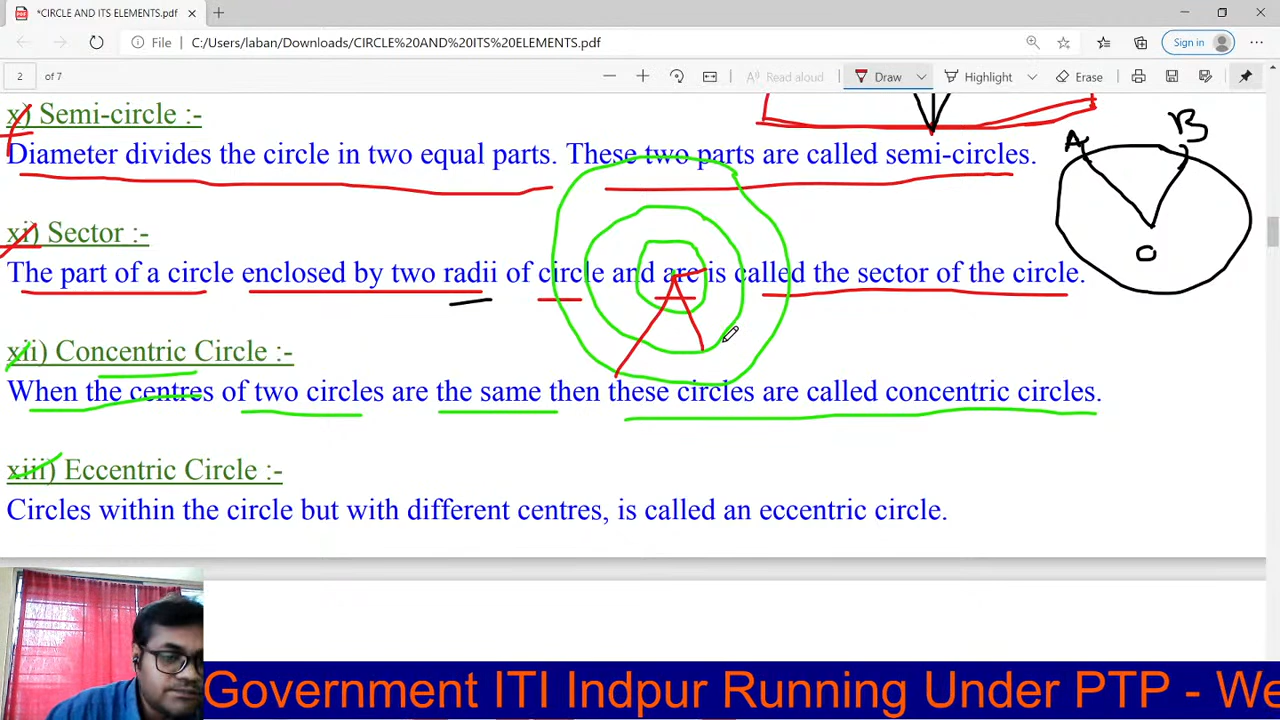 *CIRCLE AND ITS ELEMENTS.pdf
File C:/Users/laban/Downloads/CIRCLE%20AND%20ITS%20ELEMENTS.pdf
Sign in
2 of 7
Read aloud
Draw
Highlight
Erase
x) Semi-circle :-
Diameter divides the circle in two equal parts. These two parts are called semi-circles.
A B
O
xi) Sector :-
The part of a circle enclosed by two radii of circle and arc is called the sector of the circle.
xii) Concentric Circle :-
When the centres of two circles are the same then these circles are called concentric circles.
xiii) Eccentric Circle :-
Circles within the circle but with different centres, is called an eccentric circle.
Government ITI Indpur Running Under PTP - We